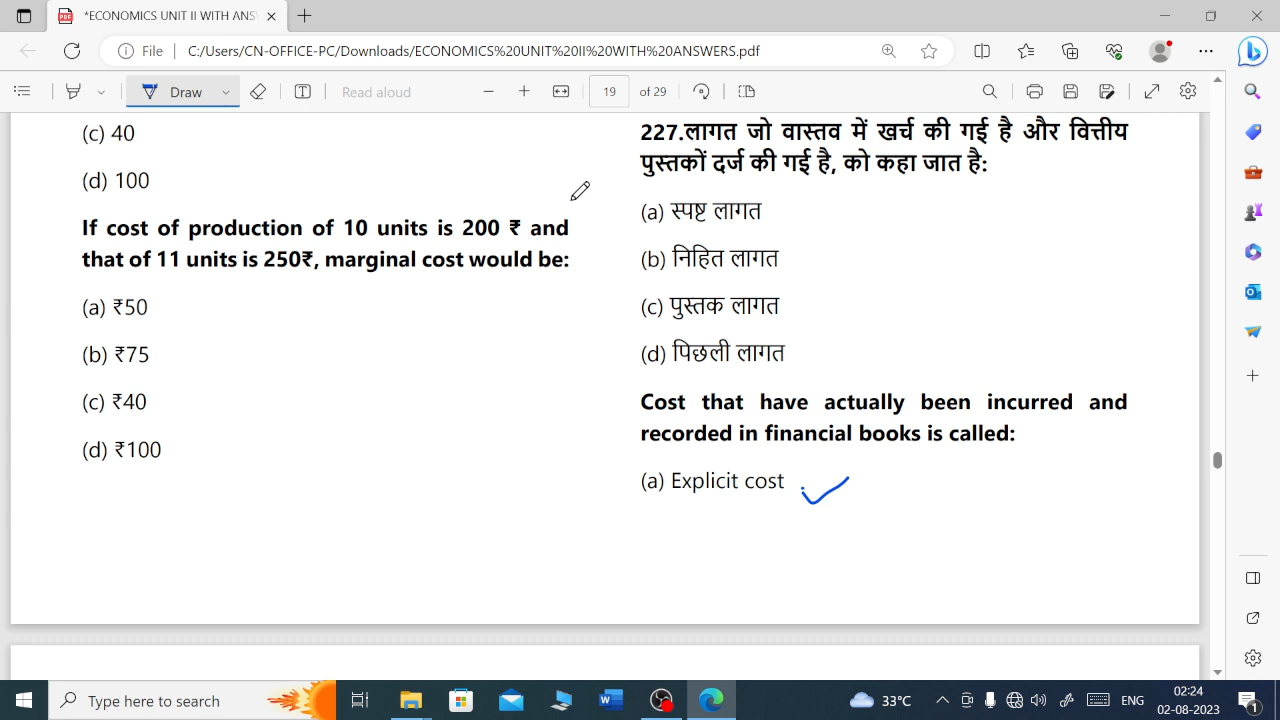 *ECONOMICS UNIT II WITH ANS
File
C:/Users/CN-OFFICE-PC/Downloads/ECONOMICS%20UNIT%20II%20WITH%20ANSWERS.pdf
Draw
Read aloud
19
of 29
(c) 40
(d) 100
If cost of production of 10 units is 200 ₹ and
that of 11 units is 250₹, marginal cost would be:
(a) ₹50
(b) ₹75
(c) ₹40
(d) ₹100
227.लागत जो वास्तव में खर्च की गई है और वित्तीय
पुस्तकों दर्ज की गई है, को कहा जात है:
(a) स्पष्ट लागत
(b) निहित लागत
(c) पुस्तक लागत
(d) पिछली लागत
Cost that have actually been incurred and
recorded in financial books is called:
(a) Explicit cost
Type here to search
33°C
ENG
02:24
02-08-2023
1